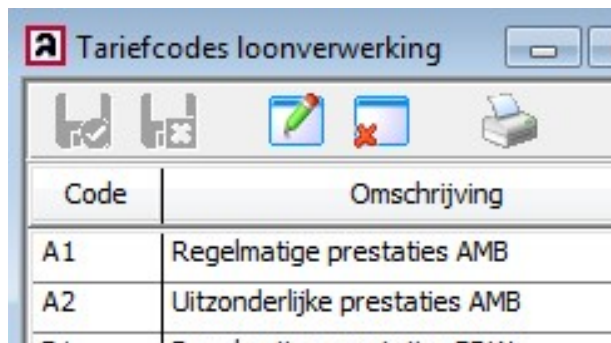 Tariefcodes loonverwerking
Code Omschrijving
A1 Regelmatige prestaties AMB
A2 Uitzonderlijke prestaties AMB